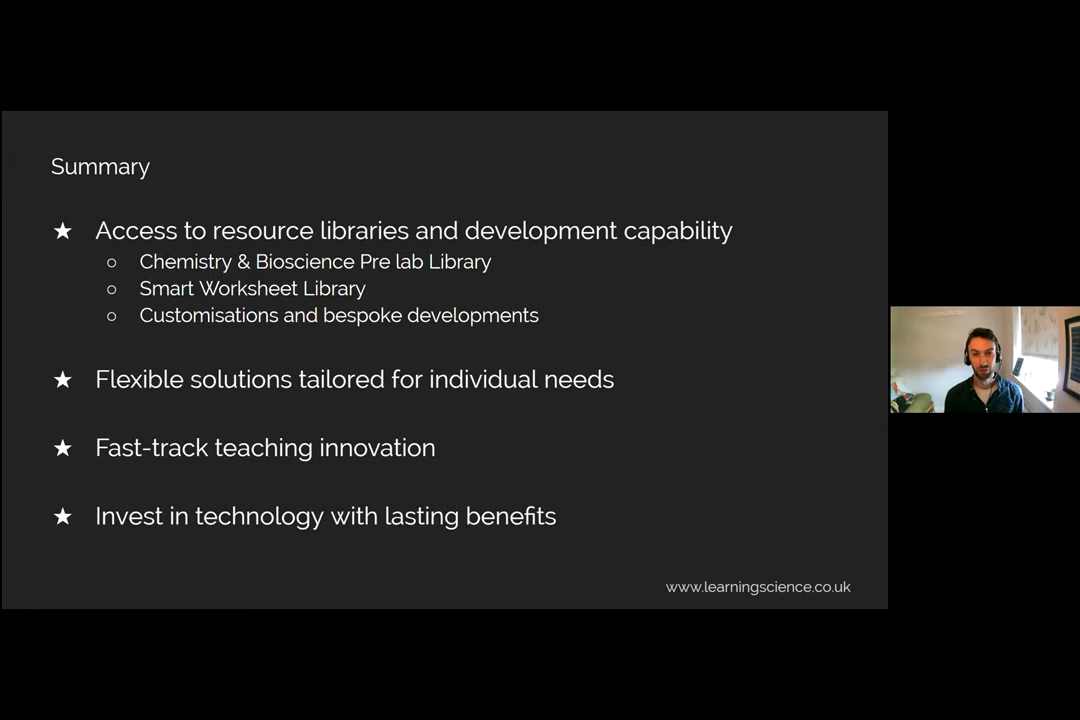 Summary
★ Access to resource libraries and development capability
○ Chemistry & Bioscience Pre lab Library
○ Smart Worksheet Library
○ Customisations and bespoke developments
★ Flexible solutions tailored for individual needs
★ Fast-track teaching innovation
★ Invest in technology with lasting benefits
www.learningscience.co.uk